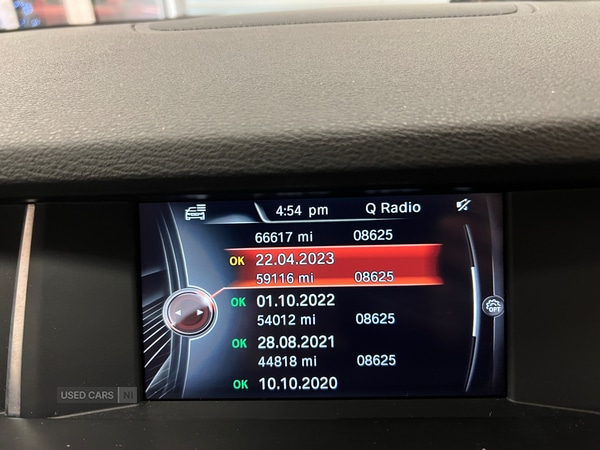 4:54 pm Q Radio
66617 mi 08625
OK 22.04.2023
59116 mi 08625
OK 01.10.2022
54012 mi 08625
OK 28.08.2021
44818 mi 08625
OK 10.10.2020
OPT
USED CARS NI